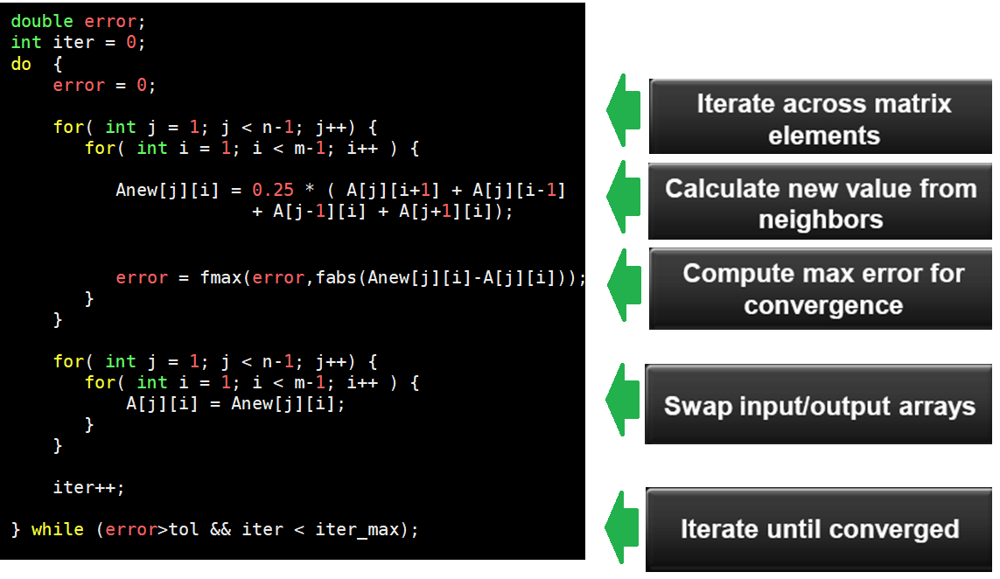 double error;
int iter = 0;
do  {
    error = 0;
    for( int j = 1; j < n-1; j++) {
       for( int i = 1; i < m-1; i++ ) {
          Anew[j][i] = 0.25 * ( A[j][i+1] + A[j][i-1]
                       + A[j-1][i] + A[j+1][i]);
          error = fmax(error,fabs(Anew[j][i]-A[j][i]));
       }
    }
    for( int j = 1; j < n-1; j++) {
       for( int i = 1; i < m-1; i++ ) {
           A[j][i] = Anew[j][i];
       }
    }
    iter++;
} while (error>tol && iter < iter_max);
Iterate across matrix
elements
Calculate new value from
neighbors
Compute max error for
convergence
Swap input/output arrays
Iterate until converged